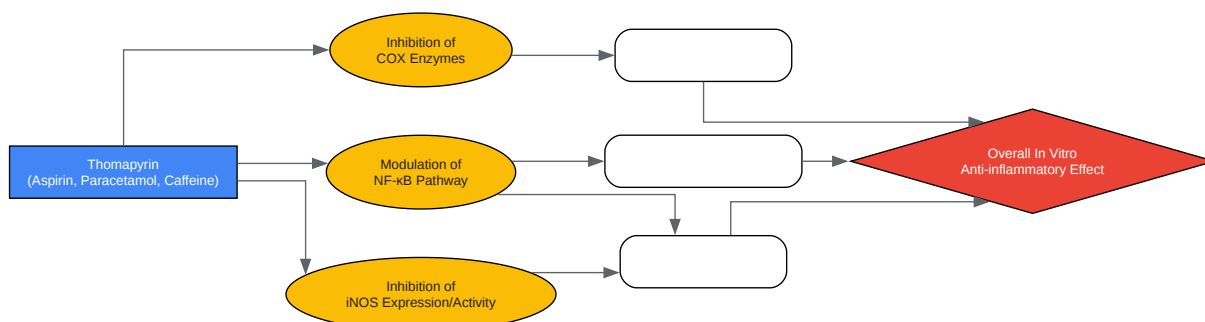 Inhibition of
COX Enzymes
Thomapyrin
(Aspirin, Paracetamol, Caffeine)
Modulation of
NF-κB Pathway
Overall In Vitro
Anti-inflammatory Effect
Inhibition of
iNOS Expression/Activity